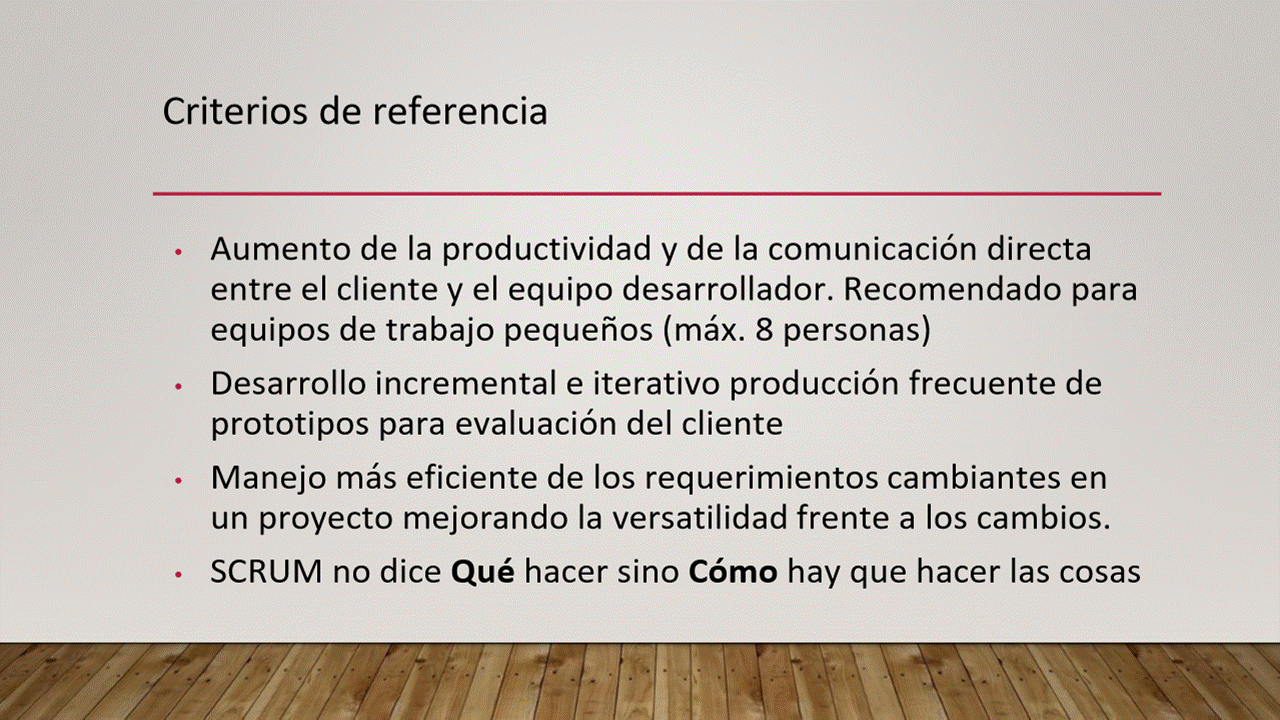 Criterios de referencia
• Aumento de la productividad y de la comunicación directa
entre el cliente y el equipo desarrollador. Recomendado para
equipos de trabajo pequeños (máx. 8 personas)
• Desarrollo incremental e iterativo producción frecuente de
prototipos para evaluación del cliente
• Manejo más eficiente de los requerimientos cambiantes en
un proyecto mejorando la versatilidad frente a los cambios.
• SCRUM no dice Qué hacer sino Cómo hay que hacer las cosas